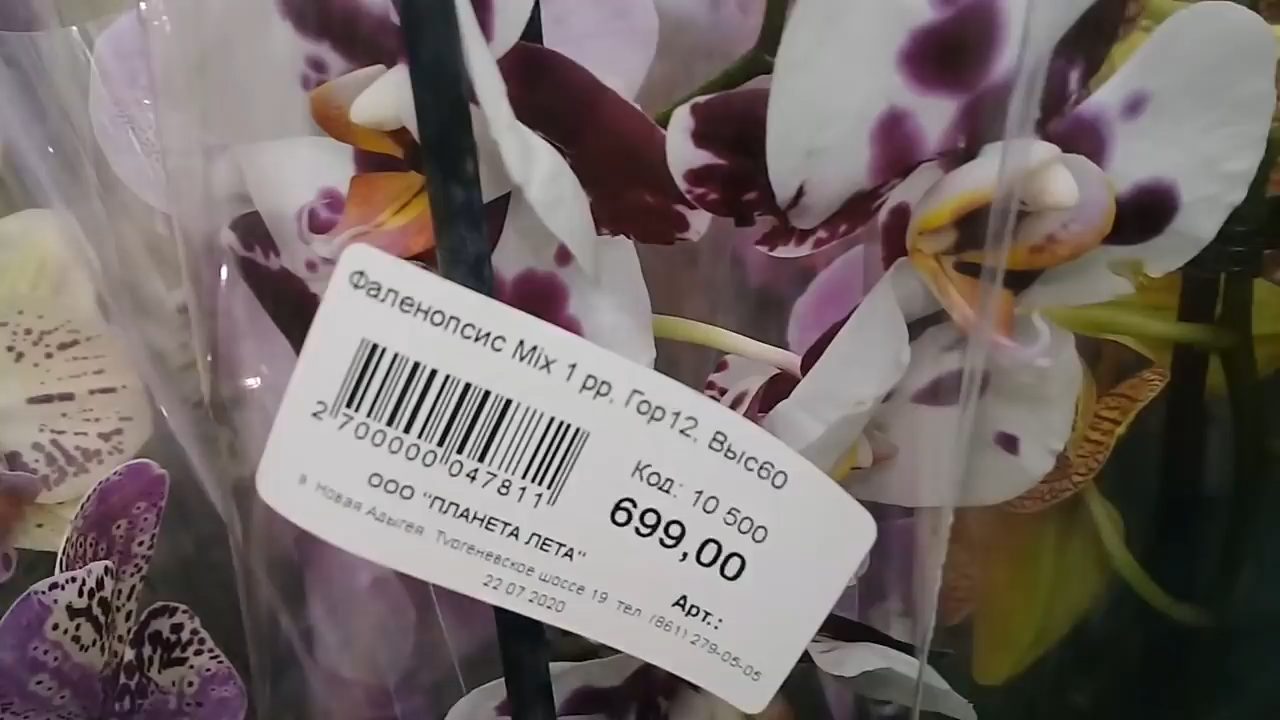 Фаленопсис Mix 1 рр. Гор12. Выс60
2 700000 047811
Код: 10 500
699,00
ООО "ПЛАНЕТА ЛЕТА"
Арт.:
а. Новая Адыгея Тургеневское шоссе 19 Тел. (861) 279-05-05
22 07 2020